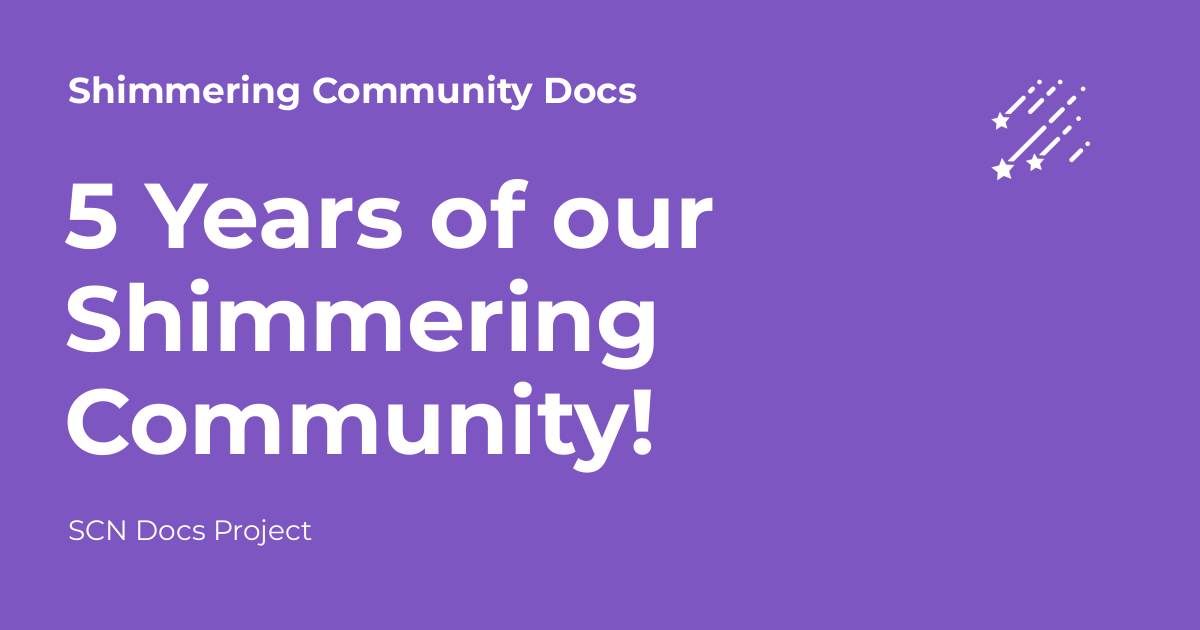 Shimmering Community Docs
5 Years of our
Shimmering
Community!
SCN Docs Project